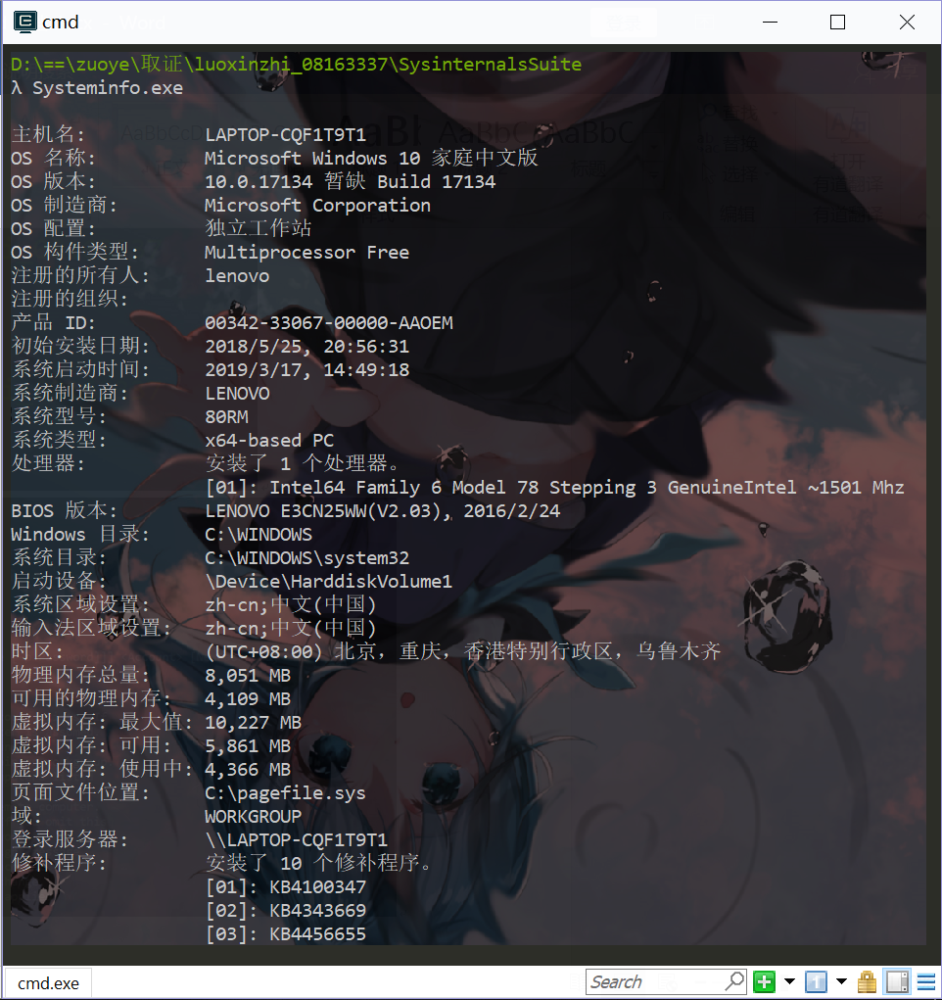 cmd
D:\==\zuoye\取证\luoxinzhi_08163337\SysinternalsSuite
λ Systeminfo.exe
主机名: LAPTOP-CQF1T9T1
OS 名称: Microsoft Windows 10 家庭中文版
OS 版本: 10.0.17134 暂缺 Build 17134
OS 制造商: Microsoft Corporation
OS 配置: 独立工作站
OS 构件类型: Multiprocessor Free
注册的所有人: lenovo
注册的组织:
产品 ID: 00342-33067-00000-AAOEM
初始安装日期: 2018/5/25, 20:56:31
系统启动时间: 2019/3/17, 14:49:18
系统制造商: LENOVO
系统型号: 80RM
系统类型: x64-based PC
处理器: 安装了 1 个处理器。
[01]: Intel64 Family 6 Model 78 Stepping 3 GenuineIntel ~1501 Mhz
BIOS 版本: LENOVO E3CN25WW(V2.03), 2016/2/24
Windows 目录: C:\WINDOWS
系统目录: C:\WINDOWS\system32
启动设备: \Device\HarddiskVolume1
系统区域设置: zh-cn;中文(中国)
输入法区域设置: zh-cn;中文(中国)
时区: (UTC+08:00) 北京，重庆，香港特别行政区，乌鲁木齐
物理内存总量: 8,051 MB
可用的物理内存: 4,109 MB
虚拟内存: 最大值: 10,227 MB
虚拟内存: 可用: 5,861 MB
虚拟内存: 使用中: 4,366 MB
页面文件位置: C:\pagefile.sys
域: WORKGROUP
登录服务器: \\LAPTOP-CQF1T9T1
修补程序: 安装了 10 个修补程序。
[01]: KB4100347
[02]: KB4343669
[03]: KB4456655
cmd.exe
Search
1